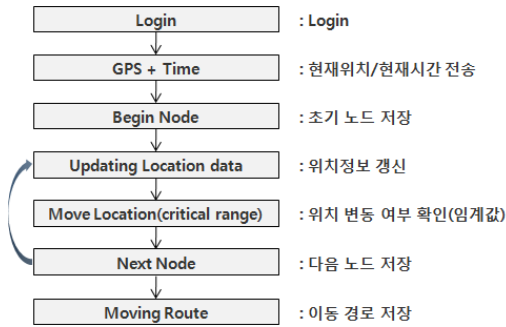 Login : Login
GPS + Time : 현재위치/현재시간 전송
Begin Node : 초기 노드 저장
Updating Location data : 위치정보 갱신
Move Location(critical range) : 위치 변동 여부 확인(임계값)
Next Node : 다음 노드 저장
Moving Route : 이동 경로 저장